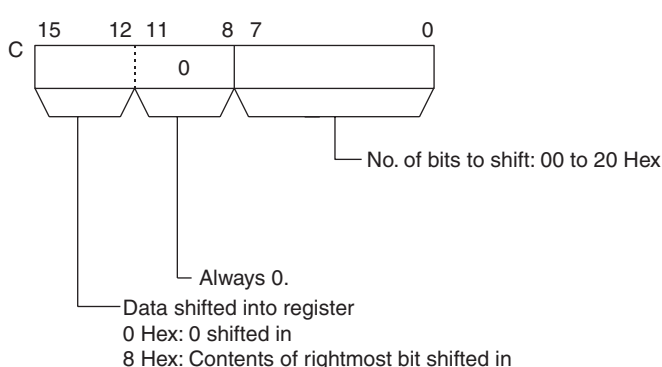 15 12 11 8 7 0
C
0
No. of bits to shift: 00 to 20 Hex
Always 0.
Data shifted into register
0 Hex: 0 shifted in
8 Hex: Contents of rightmost bit shifted in